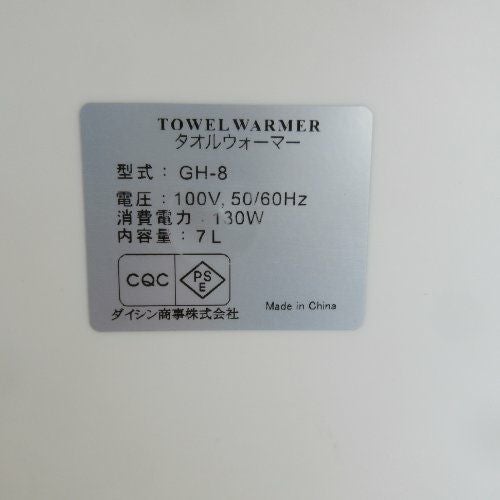 TOWEL WARMER
タオルウォーマー
型式：GH-8
電圧：100V, 50/60Hz
消費電力：130W
内容量：7L
CQC PSE
ダイシン商事株式会社
Made in China